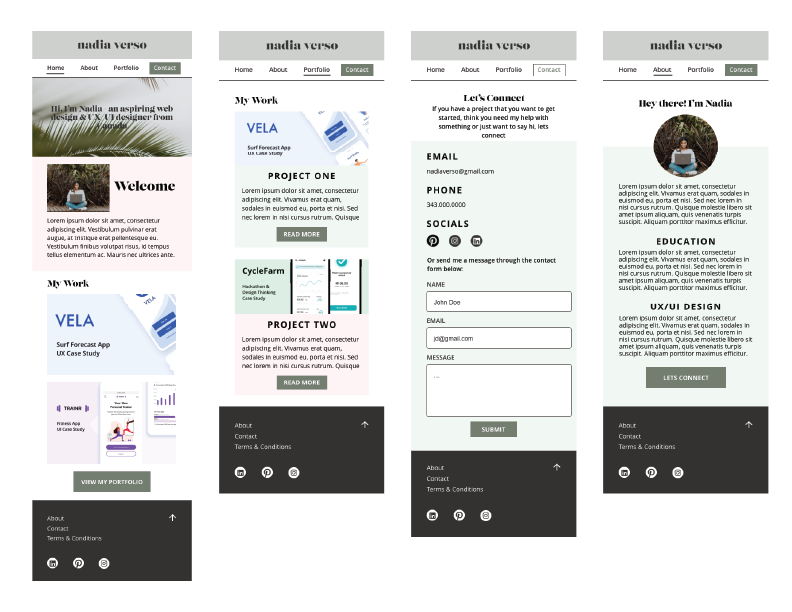 nadia verso
Home About Portfolio Contact
Hi, I'm Nadia an aspiring web
design & UX/UI designer from
Welcome
Lorem ipsum dolor sit amet, consectetur
adipiscing elit. Vestibulum pulvinar erat
augue, at tristique erat pellentesque eu.
Vestibulum finibus volutpat risus, id tempus
tellus elementum ac. Mauris nec ultrices ante.
My Work
VELA
Surf Forecast App
UX Case Study
TRAINR
Fitness App
UI Case Study
VIEW MY PORTFOLIO
About
Contact
Terms & Conditions
nadia verso
Home About Portfolio Contact
My Work
VELA
Surf Forecast App
UX Case Study
PROJECT ONE
Lorem ipsum dolor sit amet, consectetur
adipiscing elit. Vivamus erat quam,
sodales in euismod eu, porta et mi. Sed
nec lorem in nisi cursus rutrum. Quisque
READ MORE
CycleFarm
Hackathon &
Design Thinking
Case Study
PROJECT TWO
Lorem ipsum dolor sit amet, consectetur
adipiscing elit. Vivamus erat quam,
sodales in euismod eu, porta et mi. Sed
nec lorem in nisi cursus rutrum. Quisque
READ MORE
About
Contact
Terms & Conditions
nadia verso
Home About Portfolio Contact
Let's Connect
If you have a project that you want to get
started, think you need my help with
something or just want to say hi, lets
connect
EMAIL
nadiaverso@gmail.com
PHONE
343.000.0000
SOCIALS
Or send me a message through the contact
form below:
NAME
John Doe
EMAIL
jd@gmail.com
MESSAGE
...
SUBMIT
About
Contact
Terms & Conditions
nadia verso
Home About Portfolio Contact
Hey there! I'm Nadia
Lorem ipsum dolor sit amet, consectetur
adipiscing elit. Vivamus erat quam, sodales in
euismod eu, porta et mi. Sed nec lorem in
nisi cursus rutrum. Quisque molestie libero sit
amet ipsum auctor, quis venenatis turpis
suscipit. Aliquam porttitor maximus efficitur.
EDUCATION
Lorem ipsum dolor sit amet, consectetur
adipiscing elit. Vivamus erat quam, sodales in
euismod eu, porta et mi. Sed nec lorem in
nisi cursus rutrum. Quisque molestie libero sit
amet ipsum auctor, quis venenatis turpis
suscipit. Aliquam porttitor maximus efficitur.
UX/UI DESIGN
Lorem ipsum dolor sit amet, consectetur
adipiscing elit. Vivamus erat quam, sodales in
euismod eu, porta et mi. Sed nec lorem in
nisi cursus rutrum. Quisque molestie libero sit
amet ipsum auctor, quis venenatis turpis
suscipit. Aliquam porttitor maximus efficitur.
LETS CONNECT
About
Contact
Terms & Conditions